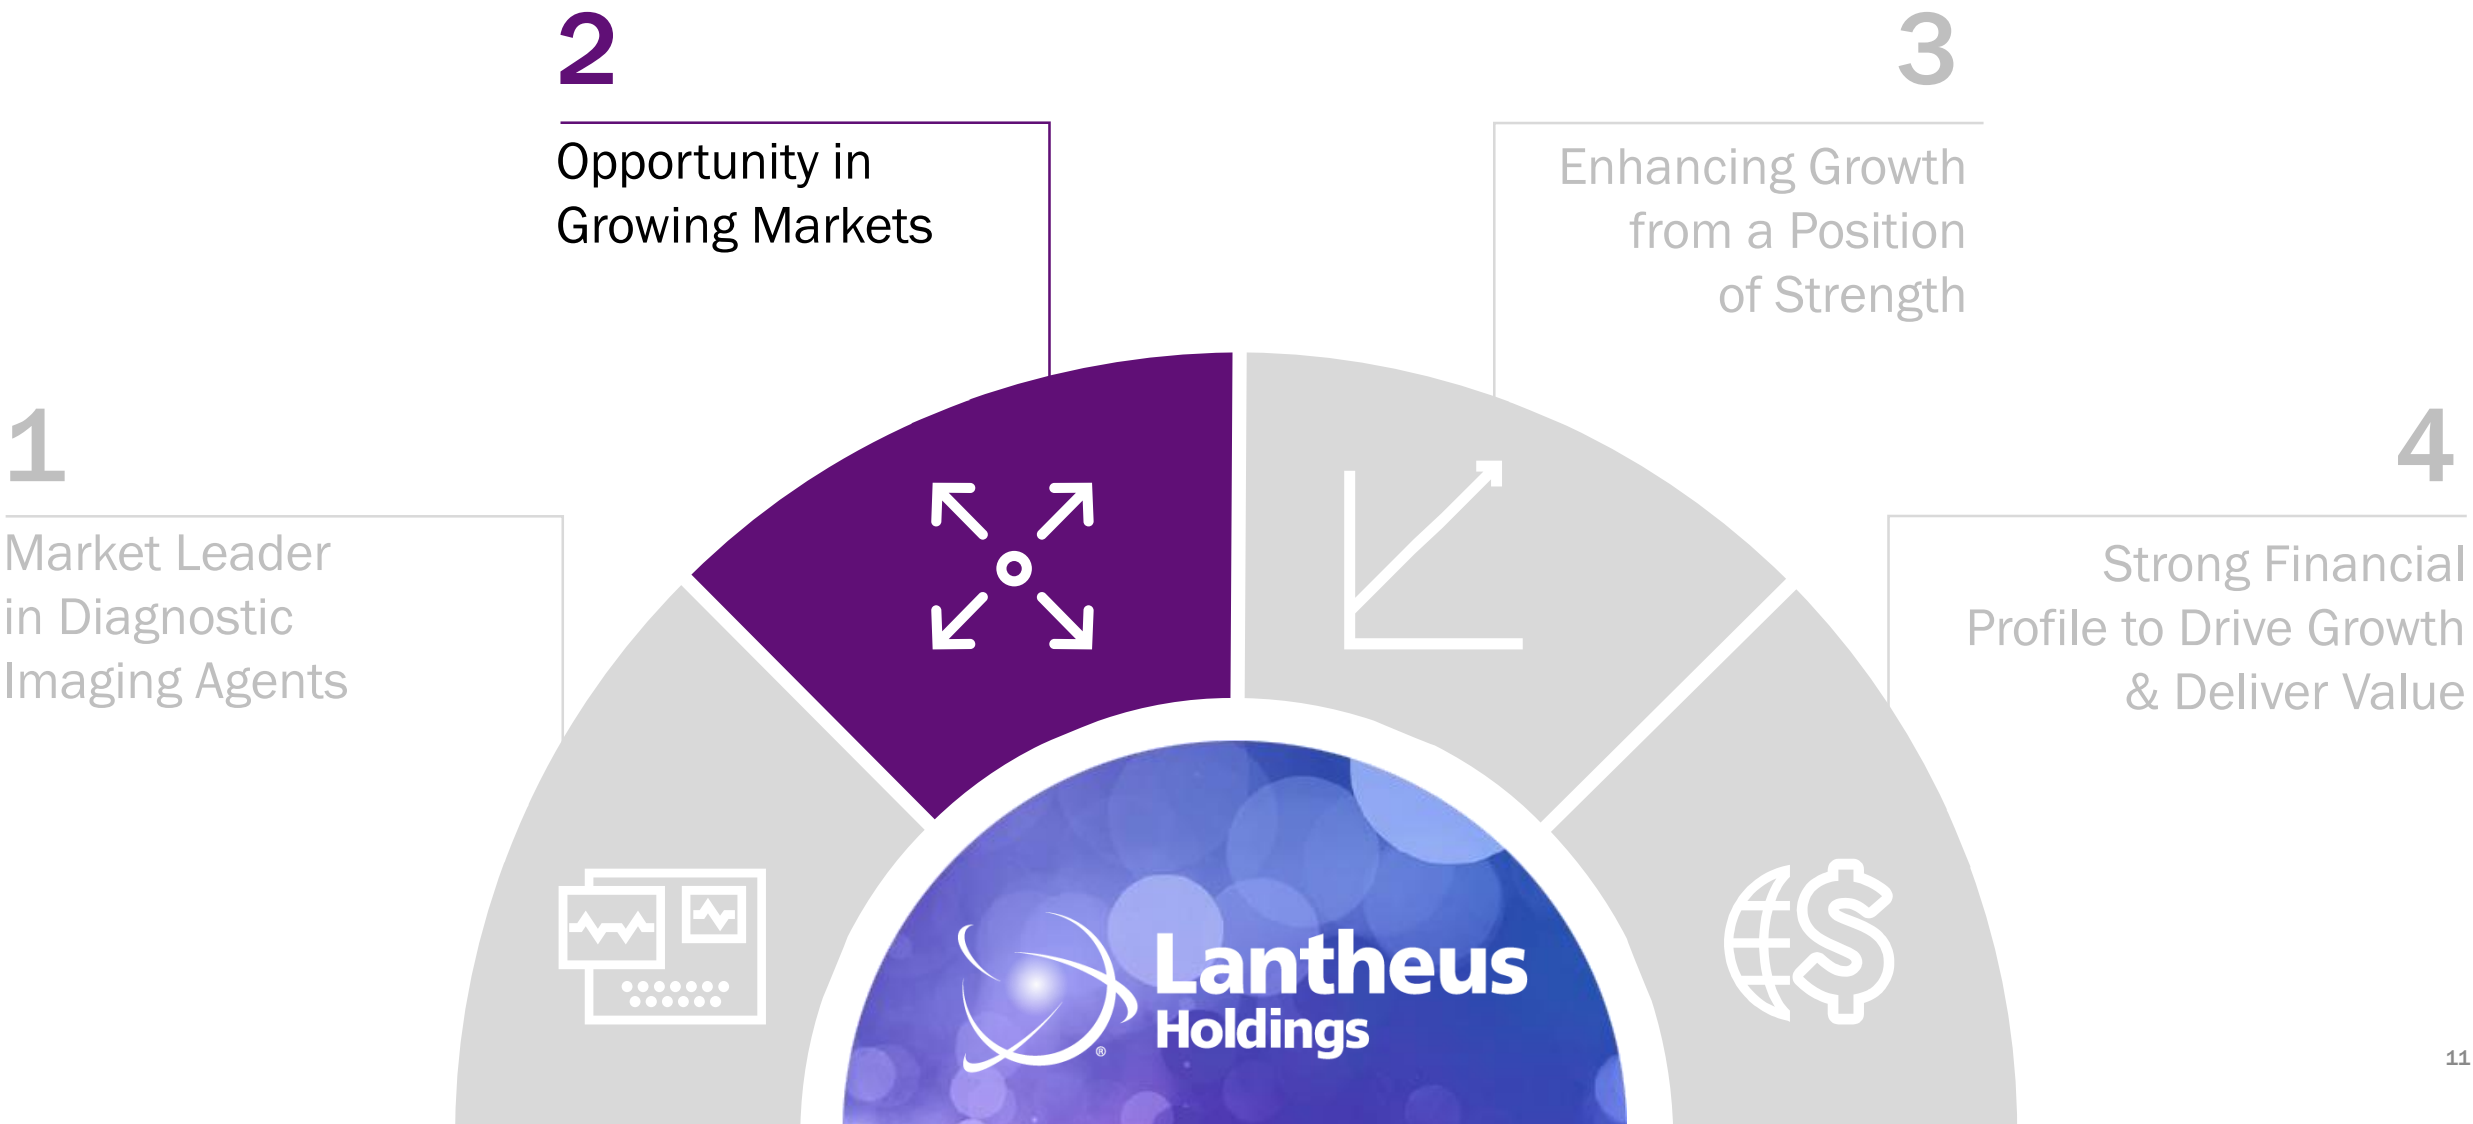 2
Opportunity in
Growing Markets
3
Enhancing Growth
from a Position
of Strength
1
Market Leader
in Diagnostic
Imaging Agents
4
Strong Financial
Profile to Drive Growth
& Deliver Value
Lantheus
Holdings
®
11